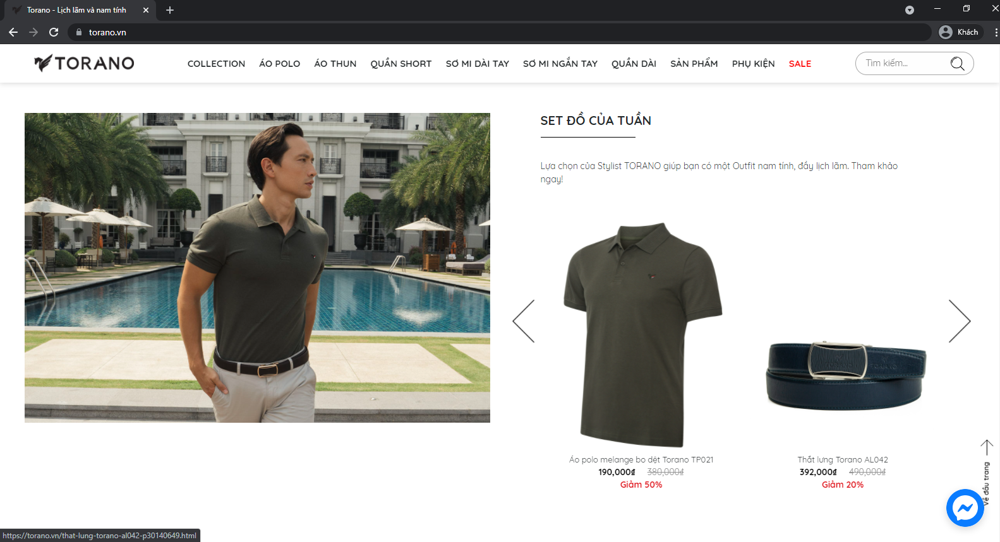 Torano - Lịch lãm và nam tính
torano.vn
Khách
TORANO
COLLECTION ÁO POLO ÁO THUN QUẦN SHORT SƠ MI DÀI TAY SƠ MI NGẮN TAY QUẦN DÀI SẢN PHẨM PHỤ KIỆN SALE
Tìm kiếm...
SET ĐỒ CỦA TUẦN
Lựa chọn của Stylist TORANO giúp bạn có một Outfit nam tính, đầy lịch lãm. Tham khảo
ngay!
Áo polo melange bo dệt Torano TP021
190,000₫ 380,000₫
Giảm 50%
TORANO
Thắt lưng Torano AL042
392,000₫ 490,000₫
Giảm 20%
Về đầu trang
https://torano.vn/that-lung-torano-al042-p30140649.html